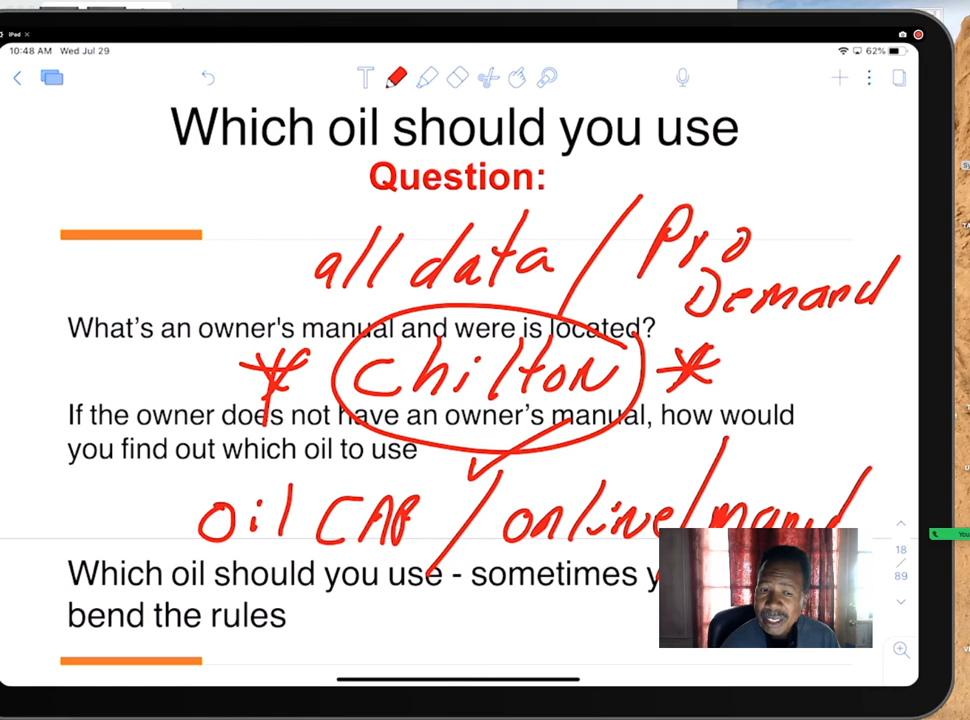 iPad
10:48 AM Wed Jul 29
62%
Which oil should you use
Question:
all data / Pro Demand
What's an owner's manual and were is located?
* Chilton *
If the owner does not have an owner's manual, how would
you find out which oil to use
oil CAP / online /
Which oil should you use - sometimes
bend the rules
18
/
89
You